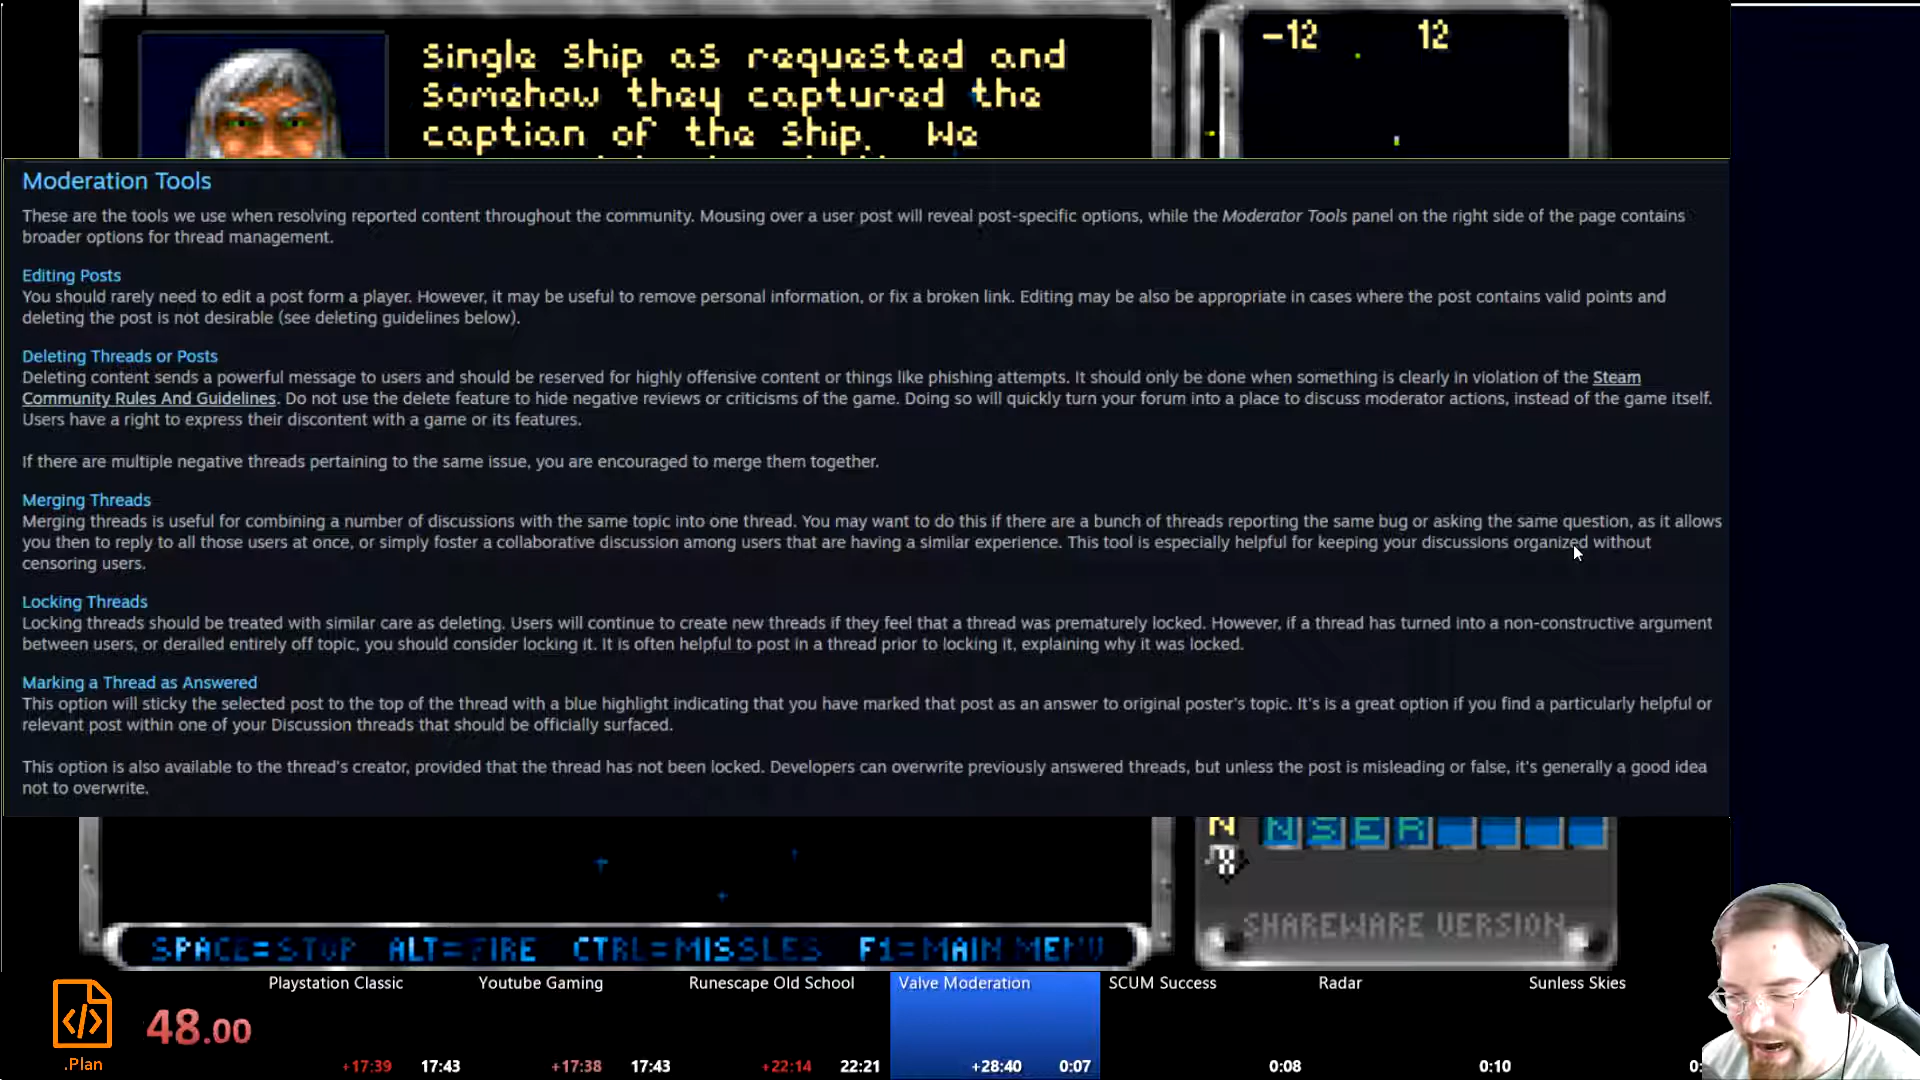 Single Ship as requested and
Somehow they captured the
captian of the Ship. We
-12 12
Moderation Tools
These are the tools we use when resolving reported content throughout the community. Mousing over a user post will reveal post-specific options, while the Moderator Tools panel on the right side of the page contains
broader options for thread management.
Editing Posts
You should rarely need to edit a post form a player. However, it may be useful to remove personal information, or fix a broken link. Editing may be also be appropriate in cases where the post contains valid points and
deleting the post is not desirable (see deleting guidelines below).
Deleting Threads or Posts
Deleting content sends a powerful message to users and should be reserved for highly offensive content or things like phishing attempts. It should only be done when something is clearly in violation of the Steam
Community Rules And Guidelines. Do not use the delete feature to hide negative reviews or criticisms of the game. Doing so will quickly turn your forum into a place to discuss moderator actions, instead of the game itself.
Users have a right to express their discontent with a game or its features.
If there are multiple negative threads pertaining to the same issue, you are encouraged to merge them together.
Merging Threads
Merging threads is useful for combining a number of discussions with the same topic into one thread. You may want to do this if there are a bunch of threads reporting the same bug or asking the same question, as it allows
you then to reply to all those users at once, or simply foster a collaborative discussion among users that are having a similar experience. This tool is especially helpful for keeping your discussions organized without
censoring users.
Locking Threads
Locking threads should be treated with similar care as deleting. Users will continue to create new threads if they feel that a thread was prematurely locked. However, if a thread has turned into a non-constructive argument
between users, or derailed entirely off topic, you should consider locking it. It is often helpful to post in a thread prior to locking it, explaining why it was locked.
Marking a Thread as Answered
This option will sticky the selected post to the top of the thread with a blue highlight indicating that you have marked that post as an answer to original poster's topic. It's is a great option if you find a particularly helpful or
relevant post within one of your Discussion threads that should be officially surfaced.
This option is also available to the thread's creator, provided that the thread has not been locked. Developers can overwrite previously answered threads, but unless the post is misleading or false, it's generally a good idea
not to overwrite.
N NSER
SHAREWARE VERSION
SPACE=STOP ALT=FIRE CTRL=MISSLES F1=MAIN MENU
Playstation Classic Youtube Gaming Runescape Old School Valve Moderation SCUM Success Radar Sunless Skies
48.00
.Plan
+17:39 17:43 +17:38 17:43 +22:14 22:21 +28:40 0:07 0:08 0:10 0: